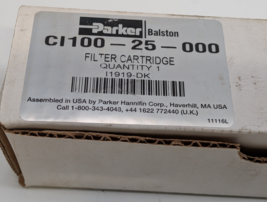 Parker Balston
CI100-25-000
FILTER CARTRIDGE
QUANTITY 1
I1919-DK
Assembled in USA by Parker Hannifin Corp., Haverhill, MA USA
Call 1-800-343-4043, +44 1622 772440 (U.K.)
11116L